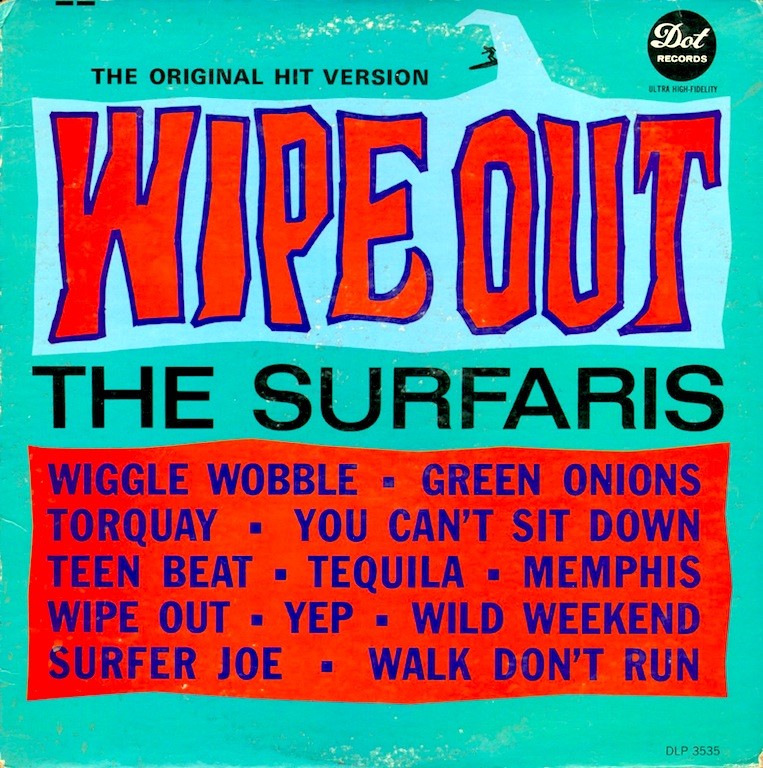 Dot
RECORDS
ULTRA HIGH-FIDELITY
THE ORIGINAL HIT VERSION
WIPE OUT
THE SURFARIS
WIGGLE WOBBLE ▪ GREEN ONIONS
TORQUAY ▪ YOU CAN'T SIT DOWN
TEEN BEAT ▪ TEQUILA ▪ MEMPHIS
WIPE OUT ▪ YEP ▪ WILD WEEKEND
SURFER JOE ▪ WALK DON'T RUN
DLP 3535